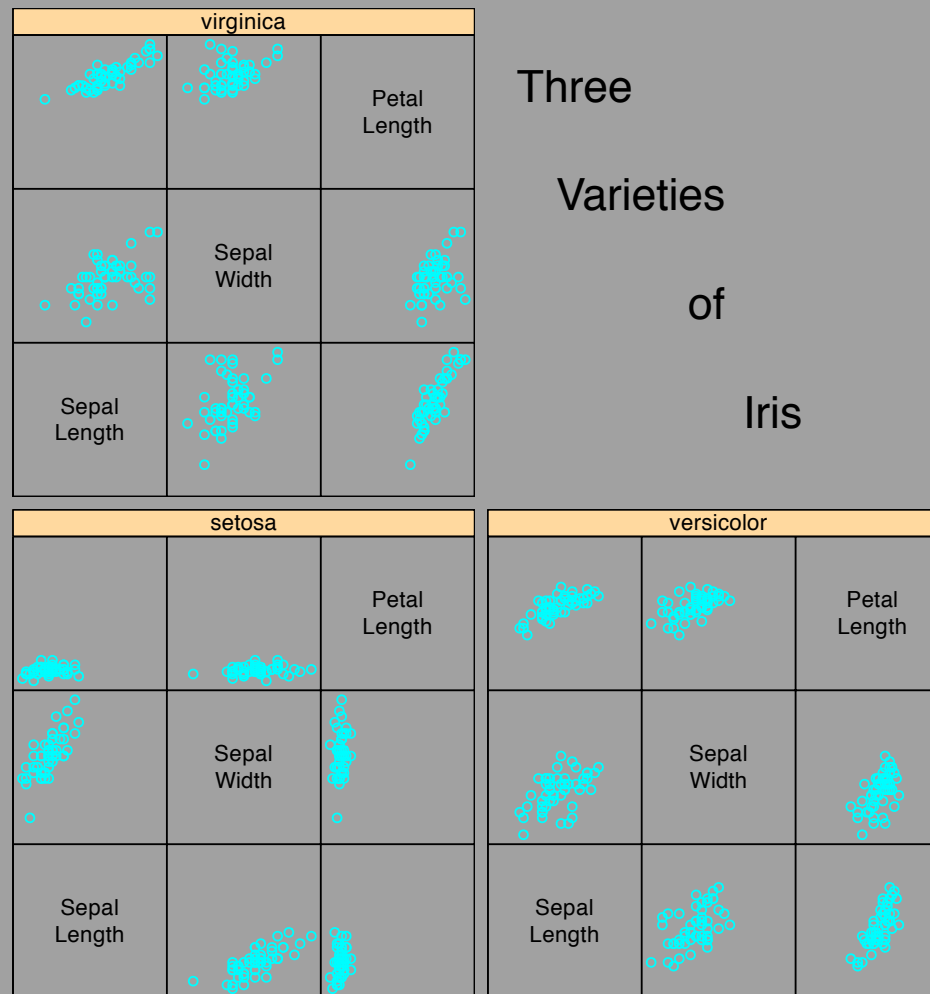 virginica
Petal
Length
Sepal
Width
Sepal
Length
Three
Varieties
of
Iris
setosa
Petal
Length
Sepal
Width
Sepal
Length
versicolor
Petal
Length
Sepal
Width
Sepal
Length